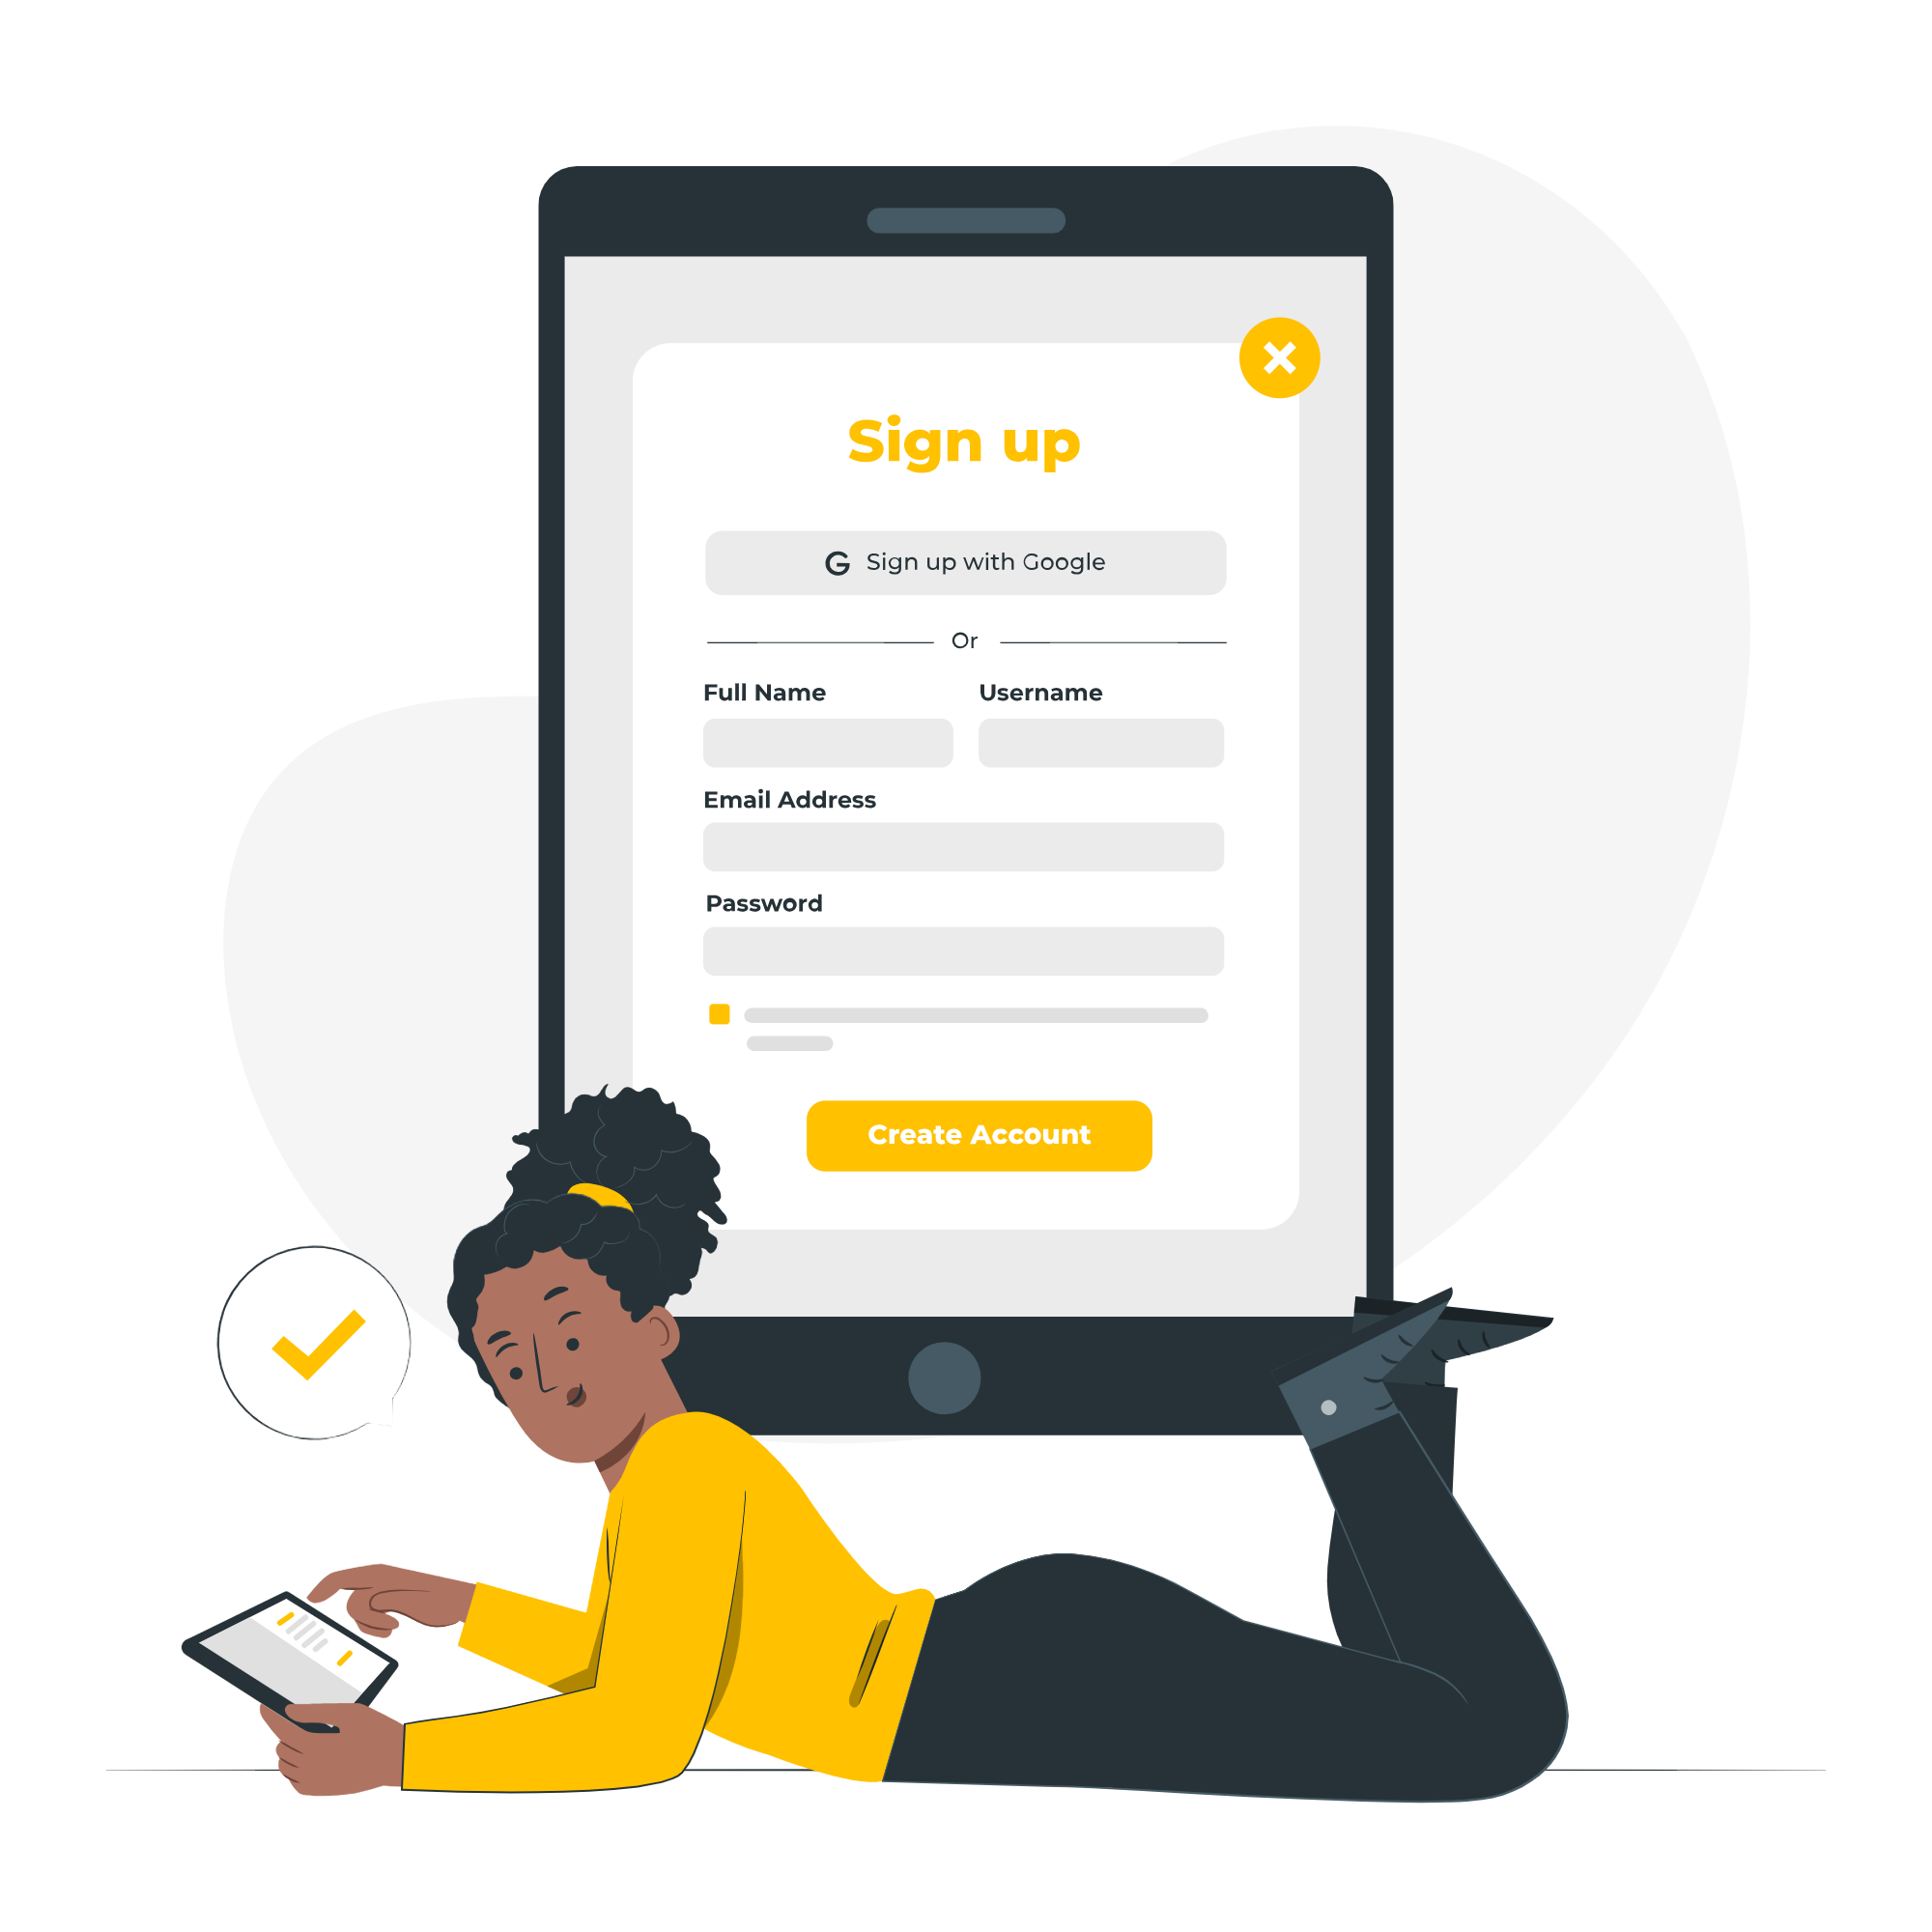 Sign up
G Sign up with Google
Or
Full Name
Username
Email Address
Password
Create Account